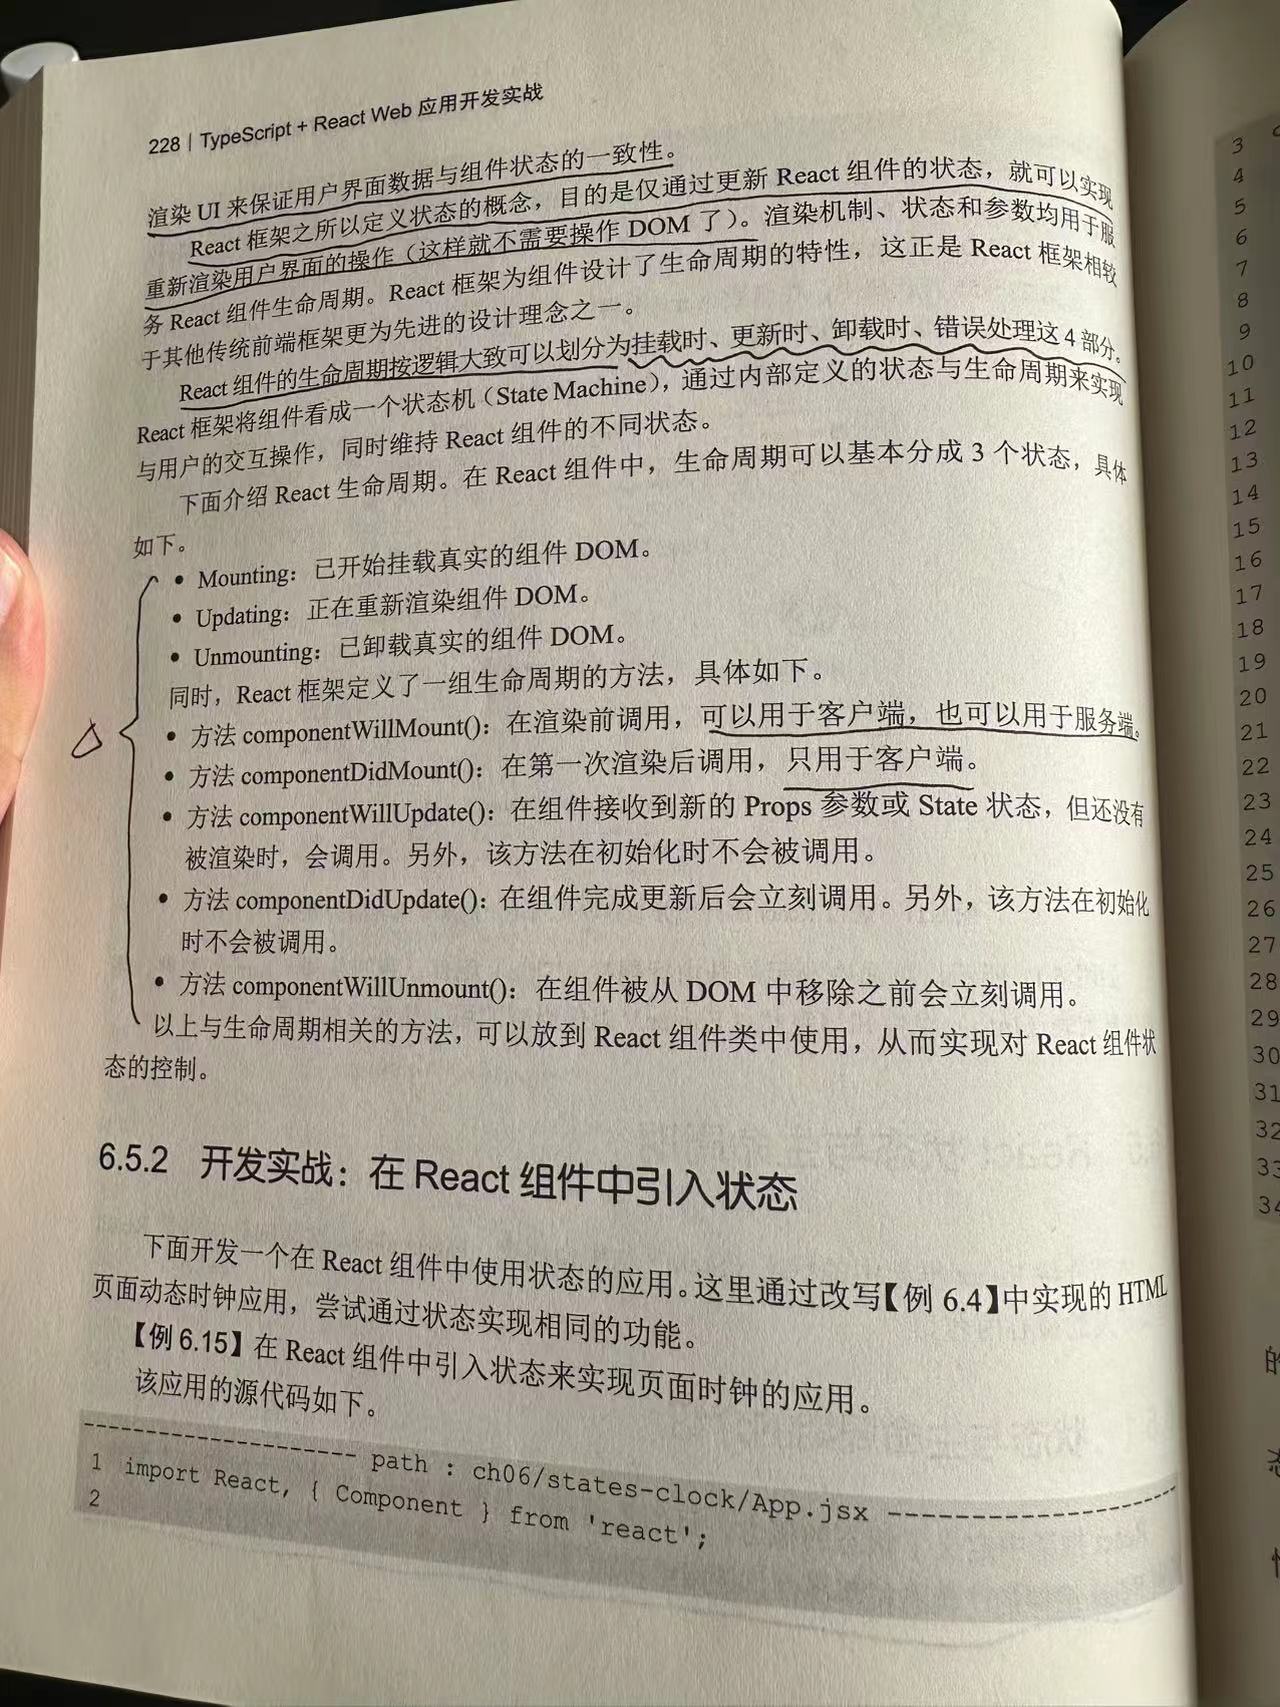 228 | TypeScript + React Web 应用开发实战
渲染 UI 来保证用户界面数据与组件状态的一致性。
React 框架之所以定义状态的概念，目的是仅通过更新 React 组件的状态，就可以实现
重新渲染用户界面的操作（这样就不需要操作 DOM 了）。渲染机制、状态和参数均用于服
务 React 组件生命周期。React 框架为组件设计了生命周期的特性，这正是 React 框架相较
于其他传统前端框架更为先进的设计理念之一。
React 组件的生命周期按逻辑大致可以划分为挂载时、更新时、卸载时、错误处理这 4 部分。
React 框架将组件看成一个状态机（State Machine），通过内部定义的状态与生命周期来实现
与用户的交互操作，同时维持 React 组件的不同状态。
下面介绍 React 生命周期。在 React 组件中，生命周期可以基本分成 3 个状态，具体
如下。
• Mounting：已开始挂载真实的组件 DOM。
• Updating：正在重新渲染组件 DOM。
• Unmounting：已卸载真实的组件 DOM。
同时，React 框架定义了一组生命周期的方法，具体如下。
• 方法 componentWillMount()：在渲染前调用，可以用于客户端，也可以用于服务端。
• 方法 componentDidMount()：在第一次渲染后调用，只用于客户端。
• 方法 componentWillUpdate()：在组件接收到新的 Props 参数或 State 状态，但还没有
被渲染时，会调用。另外，该方法在初始化时不会被调用。
• 方法 componentDidUpdate()：在组件完成更新后会立刻调用。另外，该方法在初始化
时不会被调用。
• 方法 componentWillUnmount()：在组件被从 DOM 中移除之前会立刻调用。
以上与生命周期相关的方法，可以放到 React 组件类中使用，从而实现对 React 组件状
态的控制。
6.5.2 开发实战：在 React 组件中引入状态
下面开发一个在 React 组件中使用状态的应用。这里通过改写【例 6.4】中实现的 HTML
页面动态时钟应用，尝试通过状态实现相同的功能。
【例 6.15】在 React 组件中引入状态来实现页面时钟的应用。
该应用的源代码如下。
-------------------- path : ch06/states-clock/App.jsx --------------------
1 import React, { Component } from 'react';
2
3
4
5
6
7
8
9
10
11
12
13
14
15
16
17
18
19
20
21
22
23
24
25
26
27
28
29
30
31
32
33
34
的
态